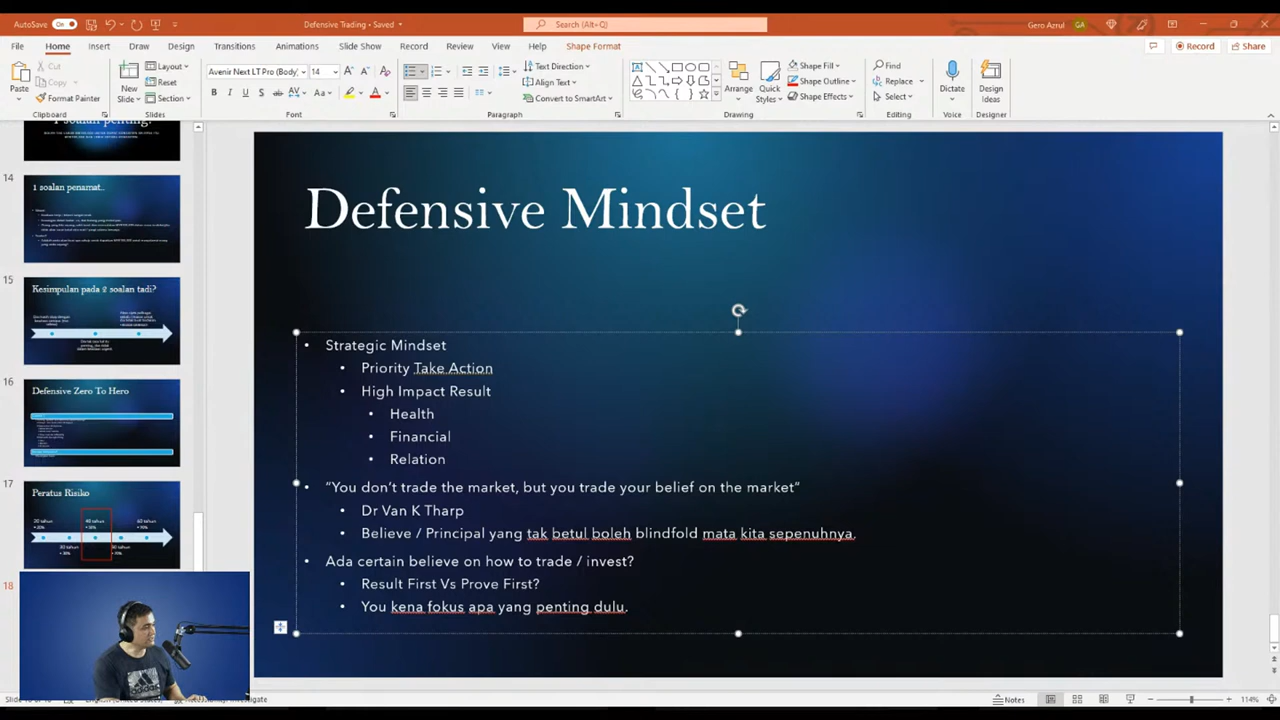 AutoSave On Defensive Trading • Saved Search (Alt+Q) Gero Azrul GA
File Home Insert Draw Design Transitions Animations Slide Show Record Review View Help Shape Format Record Share
Paste Cut Copy Format Painter
Clipboard
New Slide Layout Reset Section
Slides
Avenir Next LT Pro (Body) 14
Font
Text Direction Align Text Convert to SmartArt
Paragraph
Arrange Quick Styles Shape Fill Shape Outline Shape Effects
Drawing
Find Replace Select
Editing
Dictate
Voice
Design Ideas
Designer
1 soalan penting!
14
1 soalan penamat..
15
Kesimpulan pada 2 soalan tadi?
16
Defensive Zero To Hero
17
Peratus Risiko
18
Defensive Mindset
• Strategic Mindset
• Priority Take Action
• High Impact Result
• Health
• Financial
• Relation
• “You don’t trade the market, but you trade your belief on the market”
• Dr Van K Tharp
• Believe / Principal yang tak betul boleh blindfold mata kita sepenuhnya.
• Ada certain believe on how to trade / invest?
• Result First Vs Prove First?
• You kena fokus apa yang penting dulu.
adidas
Notes 114%